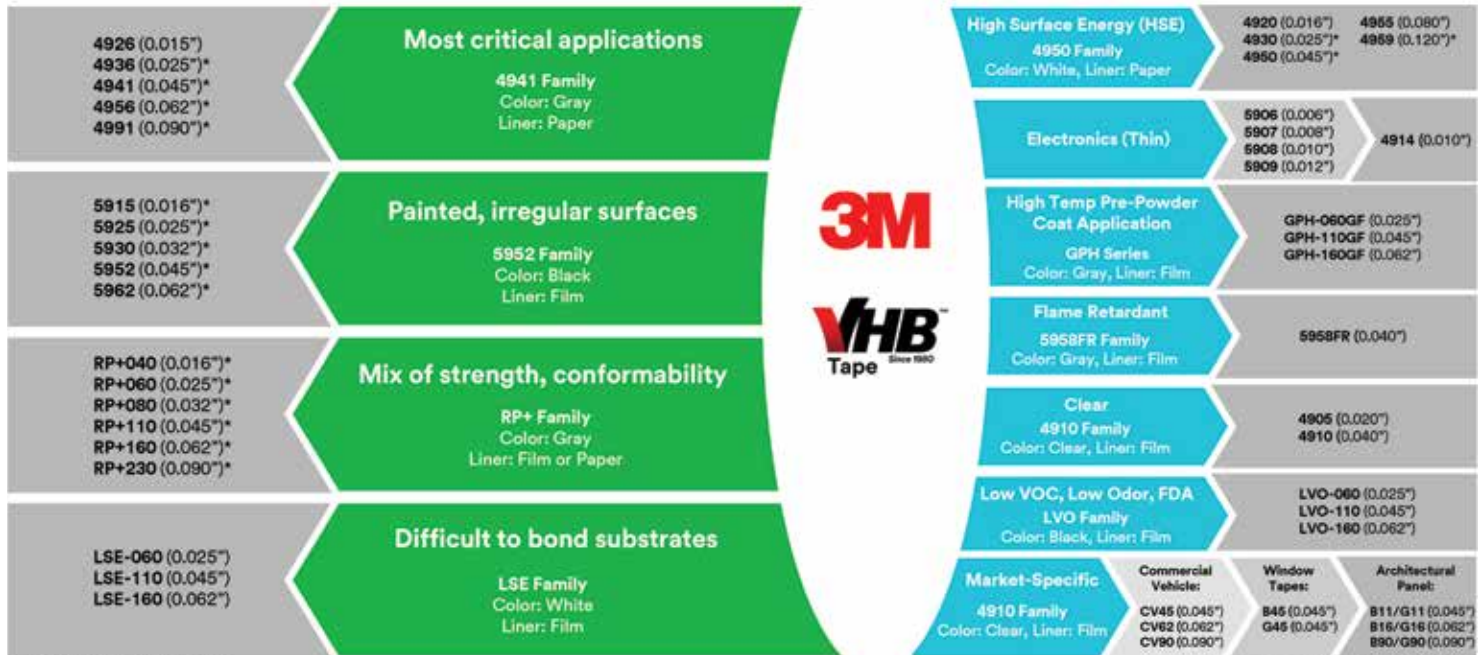 4926 (0.015")
4936 (0.025")*
4941 (0.045")*
4956 (0.062")*
4991 (0.090")*
Most critical applications
4941 Family
Color: Gray
Liner: Paper
5915 (0.016")*
5925 (0.025")*
5930 (0.032")*
5952 (0.045")*
5962 (0.062")*
Painted, irregular surfaces
5952 Family
Color: Black
Liner: Film
RP+040 (0.016")*
RP+060 (0.025")*
RP+080 (0.032")*
RP+110 (0.045")*
RP+160 (0.062")*
RP+230 (0.090")*
Mix of strength, conformability
RP+ Family
Color: Gray
Liner: Film or Paper
LSE-060 (0.025")
LSE-110 (0.045")
LSE-160 (0.062")
Difficult to bond substrates
LSE Family
Color: White
Liner: Film
3M
VHB™
Since 1980
Tape
High Surface Energy (HSE)
4950 Family
Color: White, Liner: Paper
4920 (0.016") 4955 (0.080")
4930 (0.025")* 4959 (0.120")*
4950 (0.045")*
Electronics (Thin)
5906 (0.006")
5907 (0.008")
5908 (0.010")
5909 (0.012")
4914 (0.010")
High Temp Pre-Powder
Coat Application
GPH Series
Color: Gray, Liner: Film
GPH-060GF (0.025")
GPH-110GF (0.045")
GPH-160GF (0.062")
Flame Retardant
5958FR Family
Color: Gray, Liner: Film
5958FR (0.040")
Clear
4910 Family
Color: Clear, Liner: Film
4905 (0.020")
4910 (0.040")
Low VOC, Low Odor, FDA
LVO Family
Color: Black, Liner: Film
LVO-060 (0.025")
LVO-110 (0.045")
LVO-160 (0.062")
Market-Specific
4910 Family
Color: Clear, Liner: Film
Commercial
Vehicle:
CV45 (0.045")
CV62 (0.062")
CV90 (0.090")
Window
Tapes:
B45 (0.045")
G45 (0.045")
Architectural
Panel:
B11/G11 (0.045")
B16/G16 (0.062")
B90/G90 (0.090")